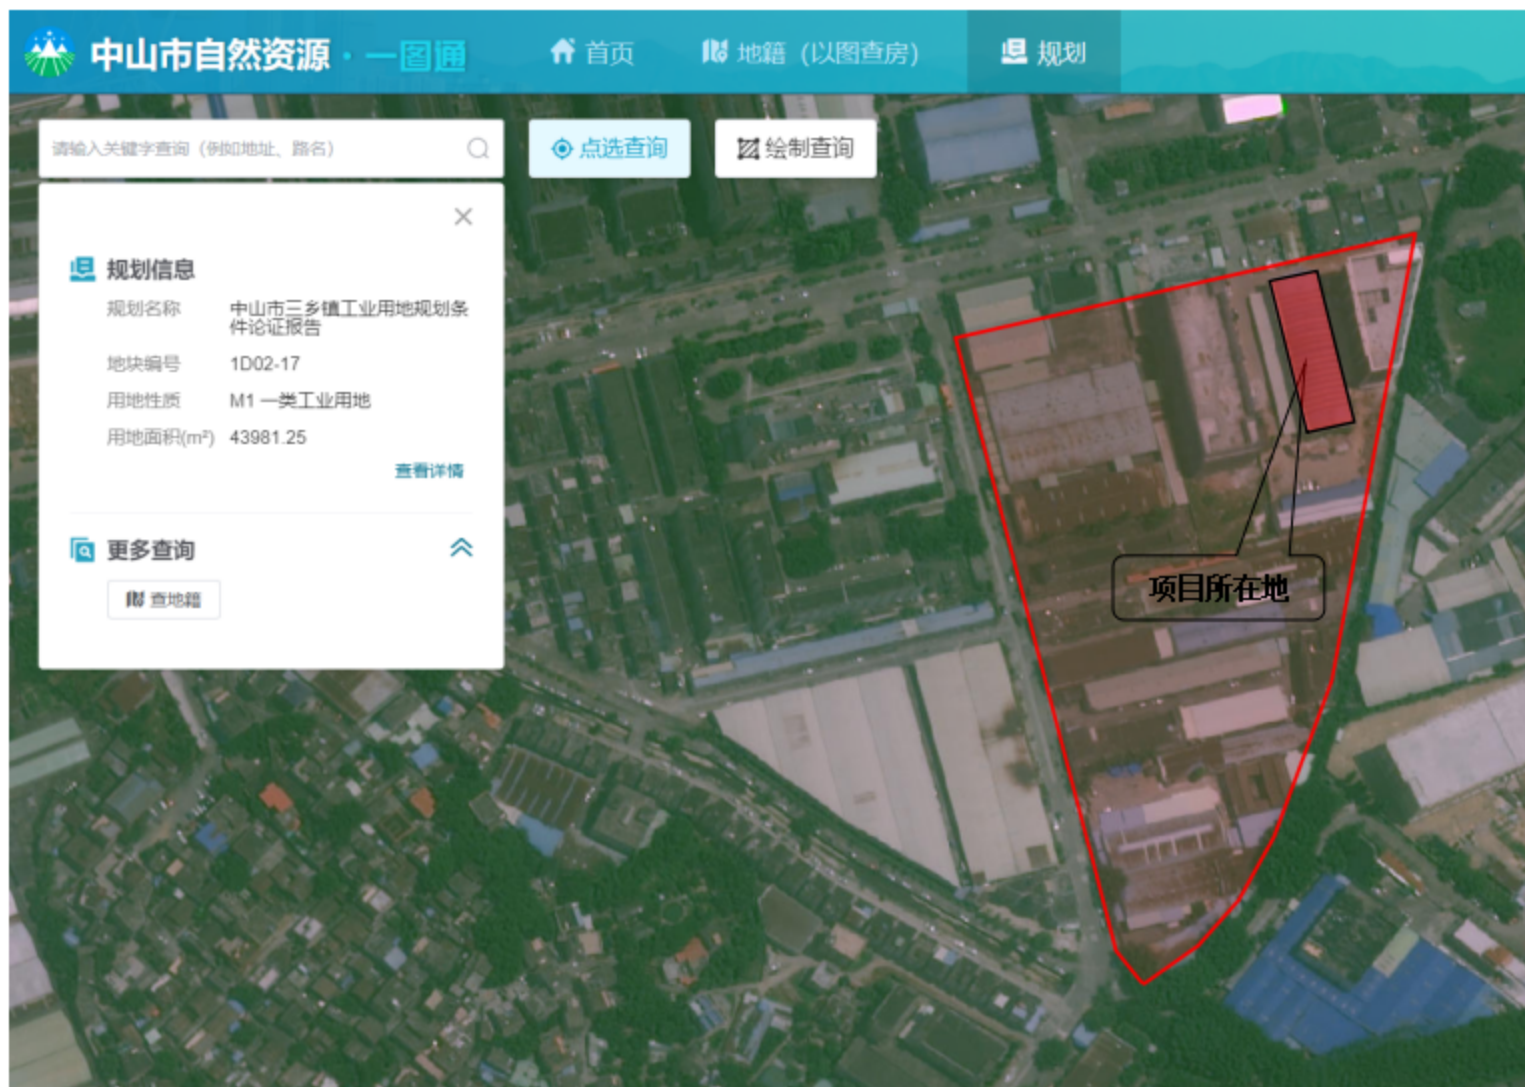 中山市自然资源·一图通
首页
地籍（以图查房）
规划
请输入关键字查询（例如地址、路名）
点选查询
绘制查询
规划信息
规划名称 中山市三乡镇工业用地规划条
件论证报告
地块编号 1D02-17
用地性质 M1 一类工业用地
用地面积(m²) 43981.25
查看详情
更多查询
查地籍
项目所在地